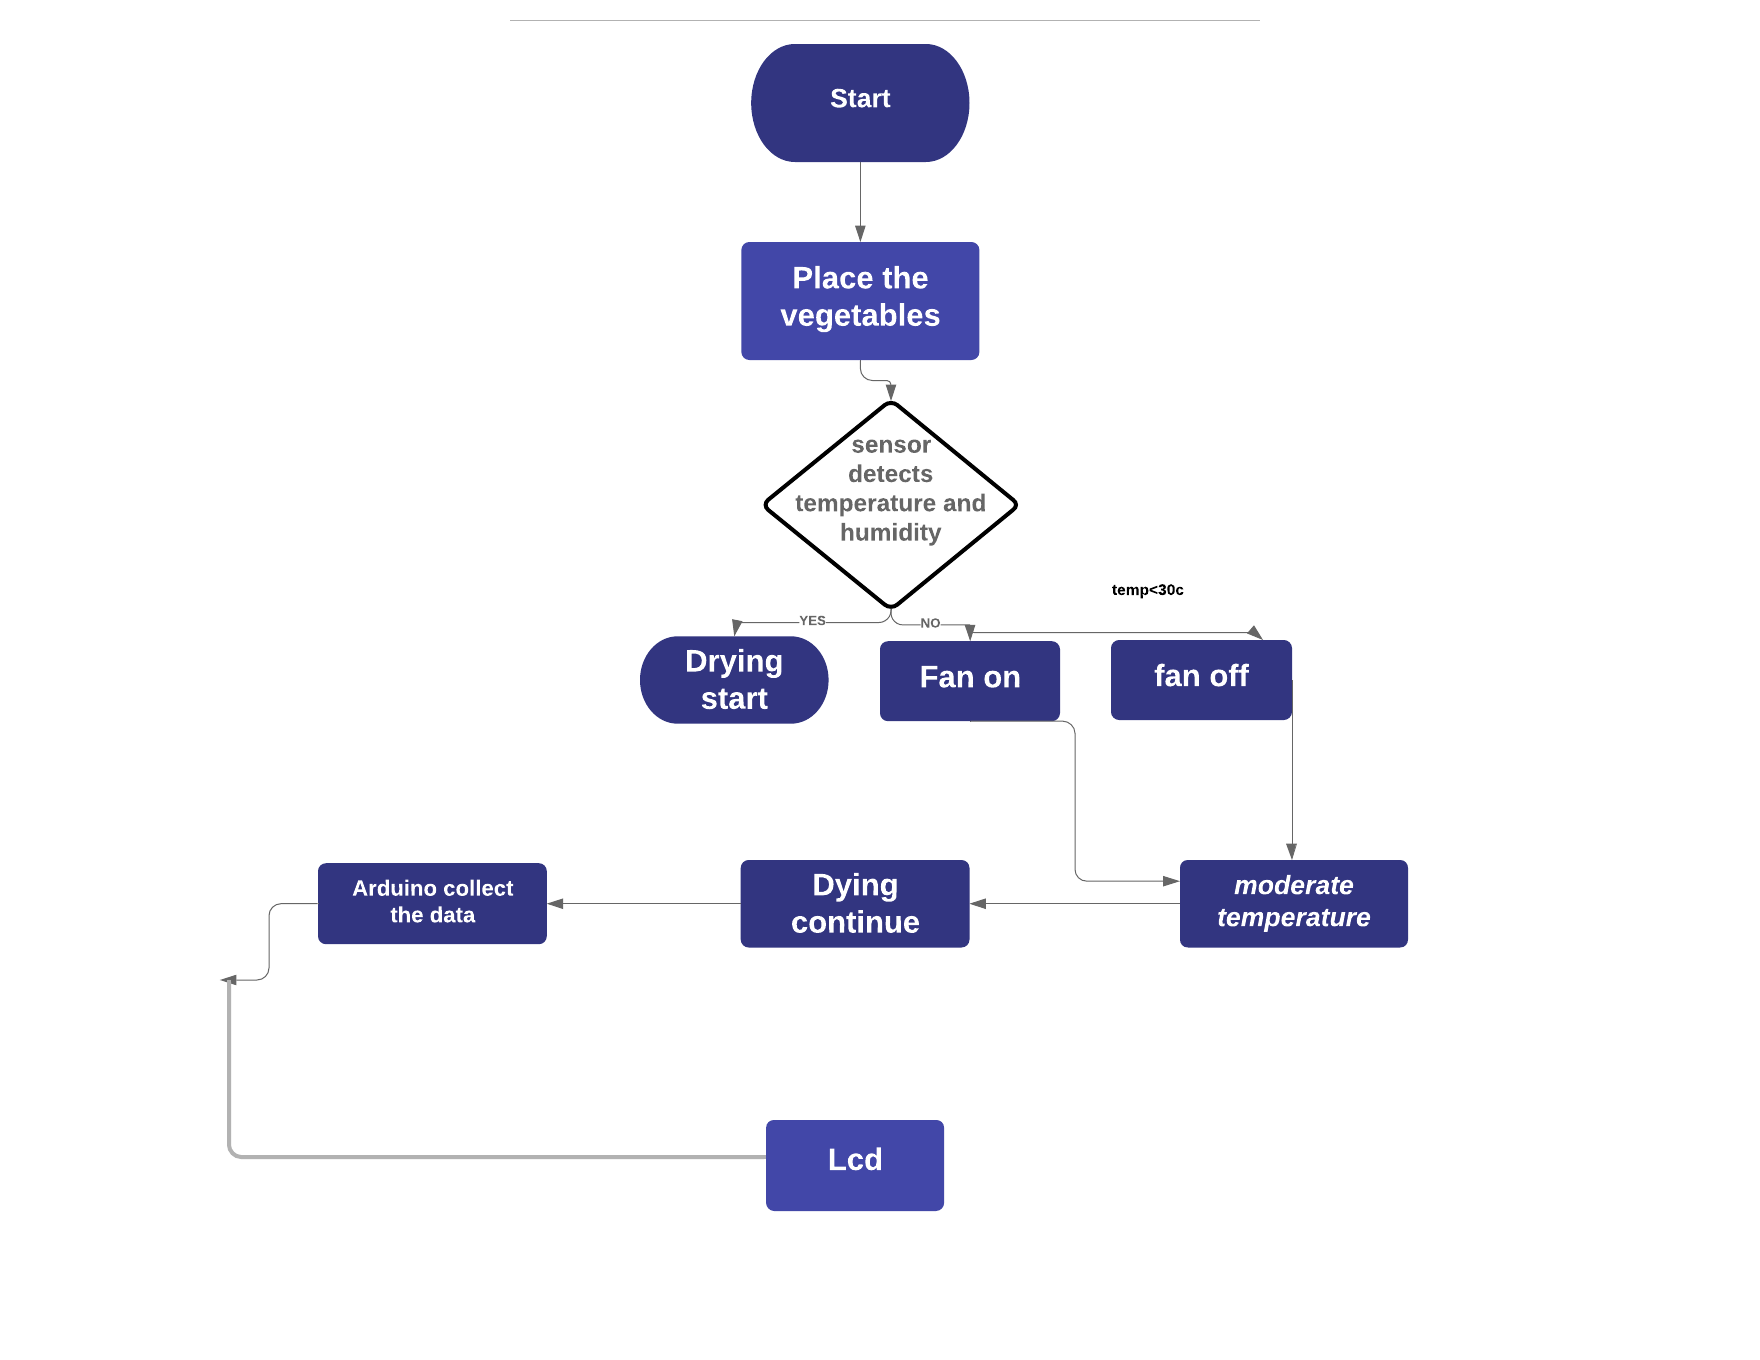 Start
Place the
vegetables
sensor
detects
temperature and
humidity
temp<30c
YES
NO
Drying
start
Fan on
fan off
Arduino collect
the data
Dying
continue
moderate
temperature
Lcd